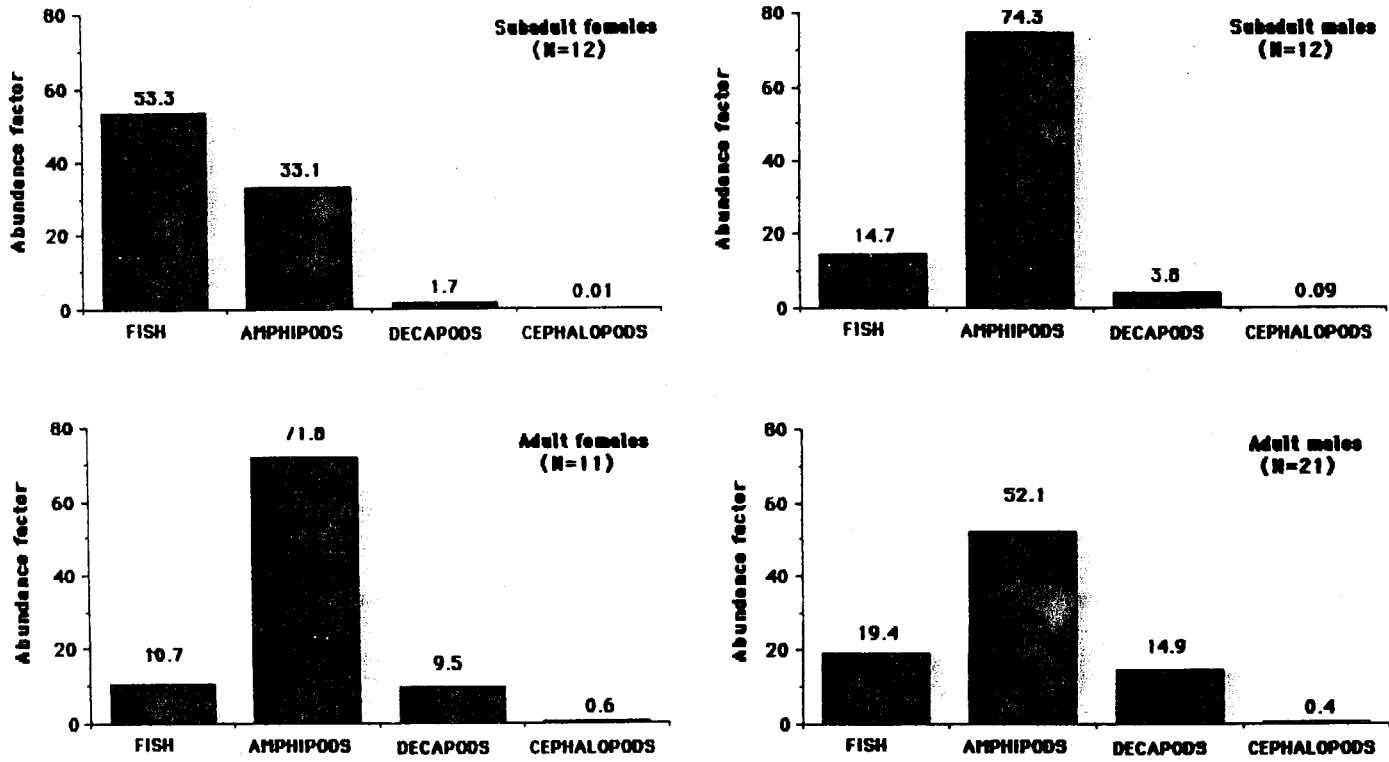 Subadult females
(N=12)
Abundance factor
80
60
40
20
0
53.3
33.1
1.7
0.01
FISH AMPHIPODS DECAPODS CEPHALOPODS
Subadult males
(N=12)
Abundance factor
80
60
40
20
0
14.7
74.3
3.8
0.09
FISH AMPHIPODS DECAPODS CEPHALOPODS
Adult females
(N=11)
Abundance factor
80
60
40
20
0
10.7
71.8
9.5
0.6
FISH AMPHIPODS DECAPODS CEPHALOPODS
Adult males
(N=21)
Abundance factor
80
60
40
20
0
19.4
52.1
14.9
0.4
FISH AMPHIPODS DECAPODS CEPHALOPODS